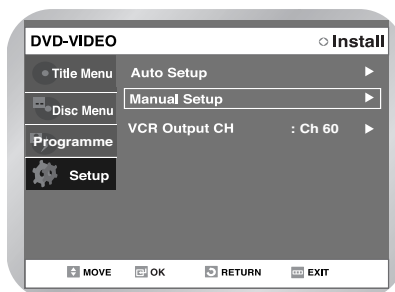 DVD-VIDEO
Install
Title Menu
Disc Menu
Programme
Setup
Auto Setup
Manual Setup
VCR Output CH : Ch 60
MOVE OK RETURN EXIT